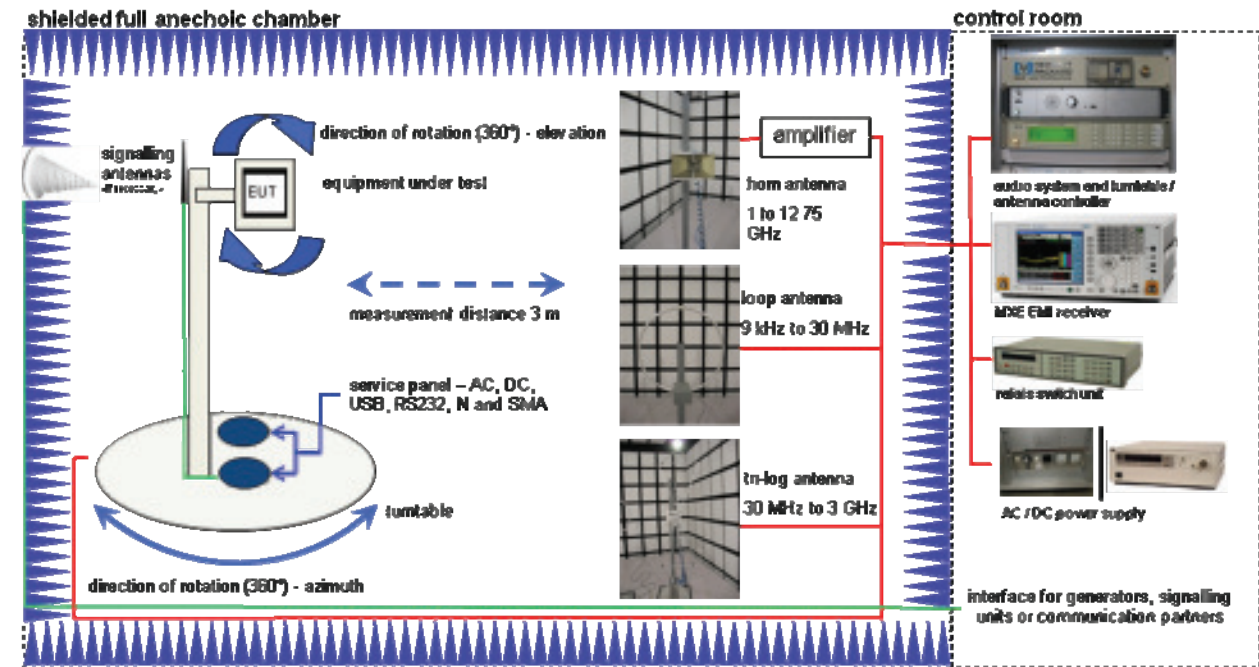 shielded full anechoic chamber
control room
direction of rotation (360°) - elevation
signalling
antennas
EUT
equipment under test
amplifier
horn antenna
1 to 12 75
GHz
audio system and turntable /
antenna controller
measurement distance 3 m
loop antenna
9 kHz to 30 MHz
MXE EMI receiver
service panel – AC, DC,
USB, RS232, N and SMA
relais switch unit
tri-log antenna
30 MHz to 3 GHz
turntable
AC / DC power supply
direction of rotation (360°) - azimuth
interface for generators, signalling
units or communication partners